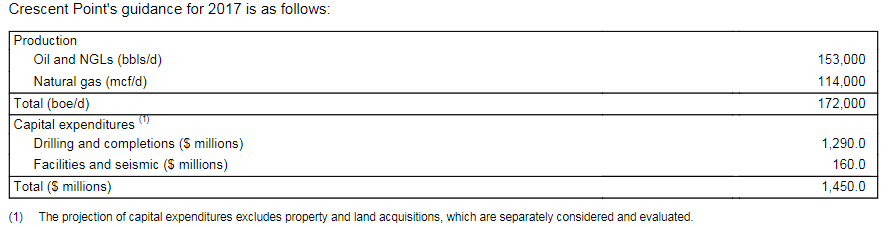 Crescent Point's guidance for 2017 is as follows:
Production
Oil and NGLs (bbls/d) 153,000
Natural gas (mcf/d) 114,000
Total (boe/d) 172,000
Capital expenditures (1)
Drilling and completions ($ millions) 1,290.0
Facilities and seismic ($ millions) 160.0
Total ($ millions) 1,450.0
(1) The projection of capital expenditures excludes property and land acquisitions, which are separately considered and evaluated.